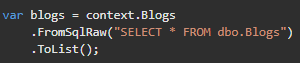 var blogs = context.Blogs
    .FromSqlRaw("SELECT * FROM dbo.Blogs")
    .ToList();